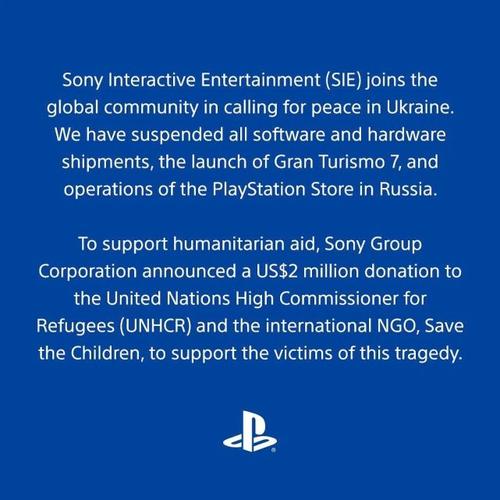 Sony Interactive Entertainment (SIE) joins the
global community in calling for peace in Ukraine.
We have suspended all software and hardware
shipments, the launch of Gran Turismo 7, and
operations of the PlayStation Store in Russia.
To support humanitarian aid, Sony Group
Corporation announced a US$2 million donation to
the United Nations High Commissioner for
Refugees (UNHCR) and the international NGO, Save
the Children, to support the victims of this tragedy.